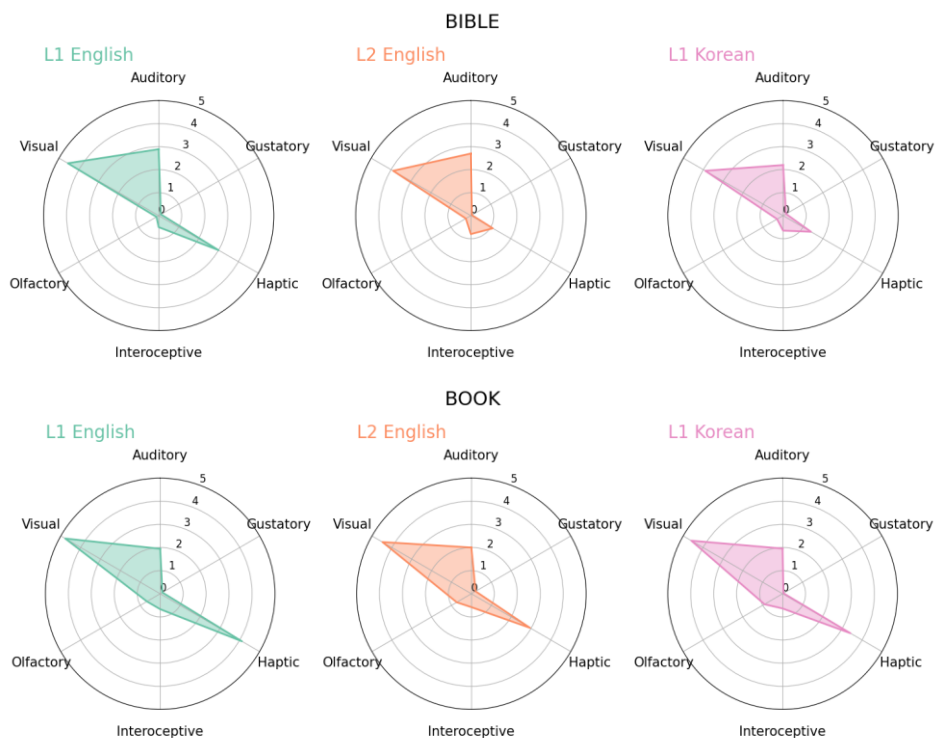 BIBLE
L1 English
L2 English
L1 Korean
Auditory
Auditory
Auditory
5
5
5
4
4
4
Visual
3
Gustatory
Visual
3
Gustatory
Visual
3
Gustatory
2
2
2
1
1
1
0
0
0
Olfactory
Haptic
Olfactory
Haptic
Olfactory
Haptic
Interoceptive
Interoceptive
Interoceptive
BOOK
L1 English
L2 English
L1 Korean
Auditory
Auditory
Auditory
5
5
5
4
4
4
Visual
3
Gustatory
Visual
3
Gustatory
Visual
3
Gustatory
2
2
2
1
1
1
0
0
0
Olfactory
Haptic
Olfactory
Haptic
Olfactory
Haptic
Interoceptive
Interoceptive
Interoceptive